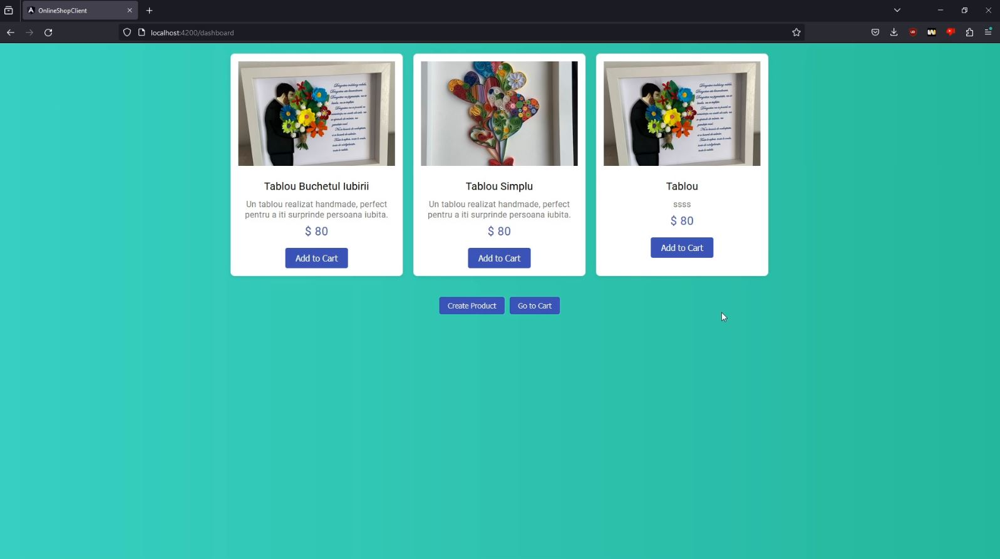 OnlineShopClient
localhost:4200/dashboard
Tablou Buchetul Iubirii
Un tablou realizat handmade, perfect
pentru a iti surprinde persoana iubita.
$ 80
Add to Cart
Tablou Simplu
Un tablou realizat handmade, perfect
pentru a iti surprinde persoana iubita.
$ 80
Add to Cart
Tablou
ssss
$ 80
Add to Cart
Create Product
Go to Cart